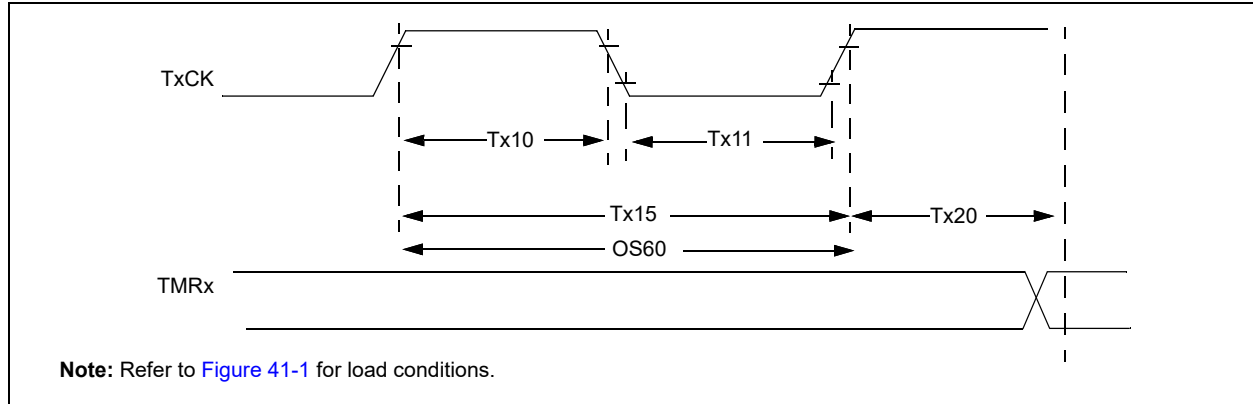 TxCK
Tx10
Tx11
Tx15
Tx20
OS60
TMRx
Note: Refer to Figure 41-1 for load conditions.